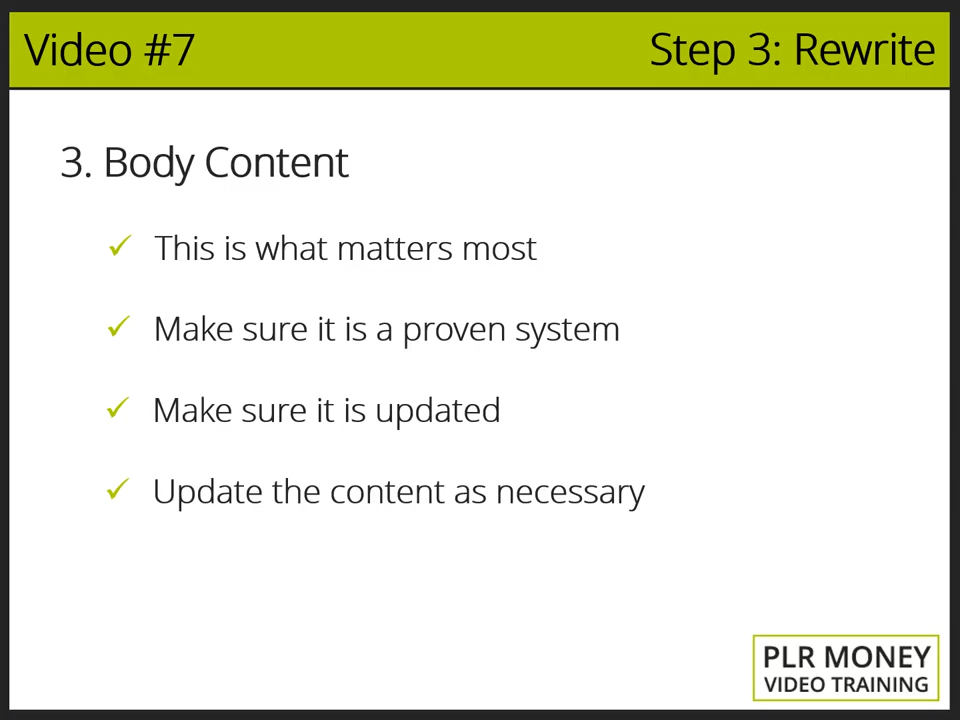 Video #7
Step 3: Rewrite
3. Body Content
This is what matters most
Make sure it is a proven system
Make sure it is updated
Update the content as necessary
PLR MONEY
VIDEO TRAINING